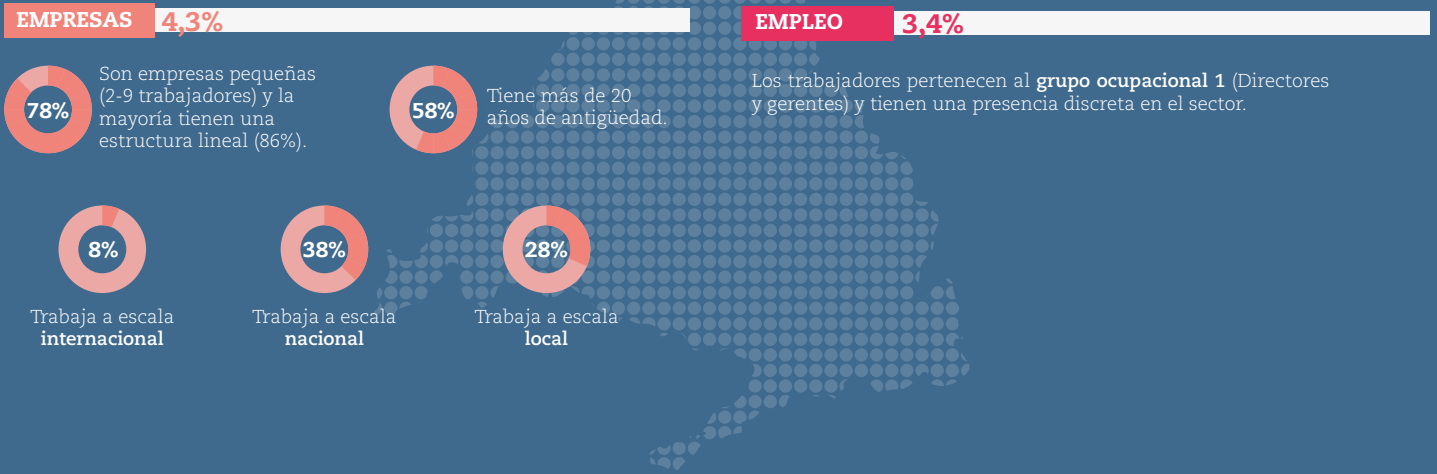 EMPRESAS 4,3%
78%
Son empresas pequeñas
(2-9 trabajadores) y la
mayoría tienen una
estructura lineal (86%).
58%
Tiene más de 20
años de antigüedad.
8%
Trabaja a escala
internacional
38%
Trabaja a escala
nacional
28%
Trabaja a escala
local
EMPLEO 3,4%
Los trabajadores pertenecen al grupo ocupacional 1 (Directores
y gerentes) y tienen una presencia discreta en el sector.